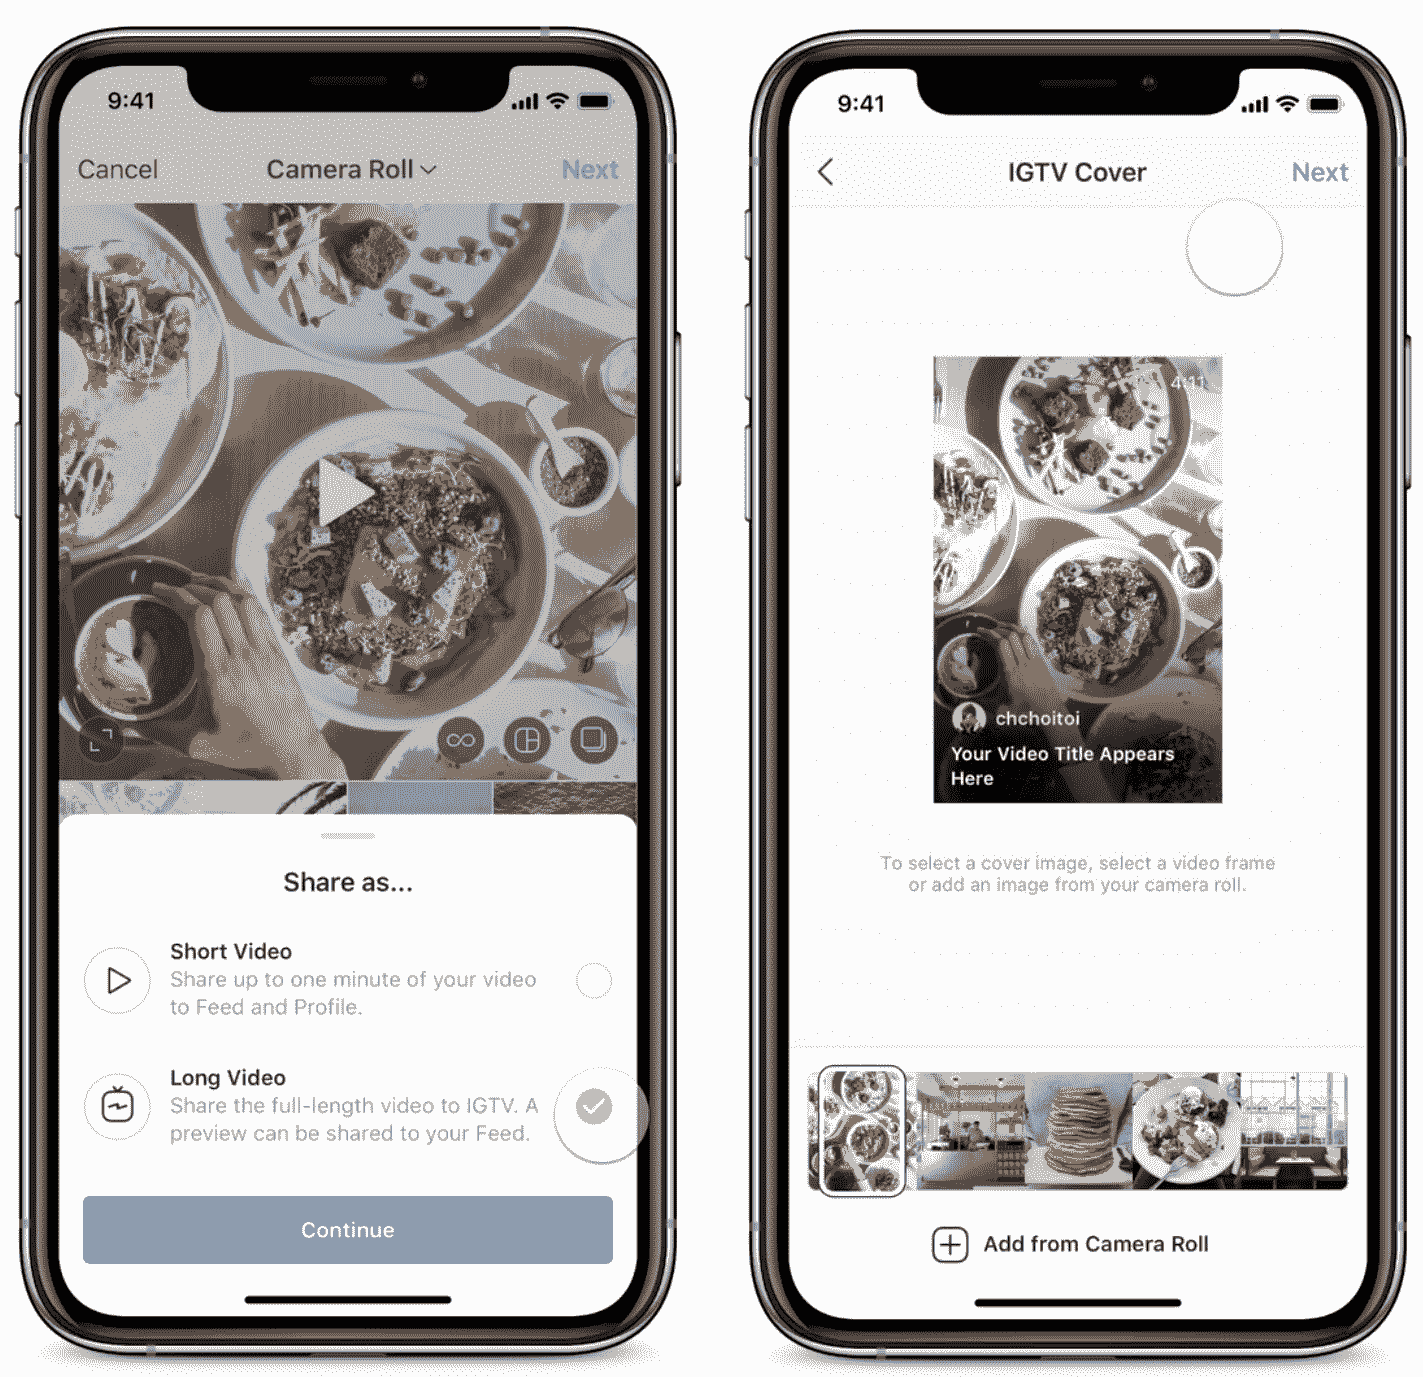 9:41
Cancel
Camera Roll
Next
Share as...
Short Video
Share up to one minute of your video
to Feed and Profile.
Long Video
Share the full-length video to IGTV. A
preview can be shared to your Feed.
Continue
9:41
IGTV Cover
Next
4:11
chchoitoi
Your Video Title Appears
Here
To select a cover image, select a video frame
or add an image from your camera roll.
Add from Camera Roll